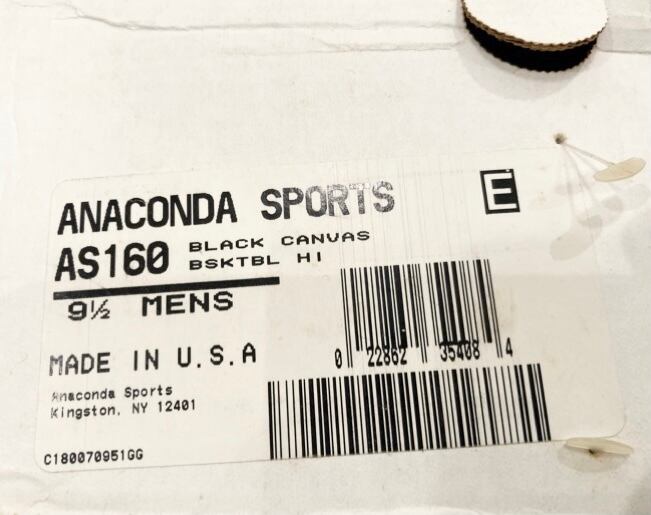 ANACONDA SPORTS
E
AS160 BLACK CANVAS
BSKTBL HI
9½ MENS
MADE IN U.S.A
Anaconda Sports
Kingston, NY 12401
0 22862 35408 4
C180070951GG